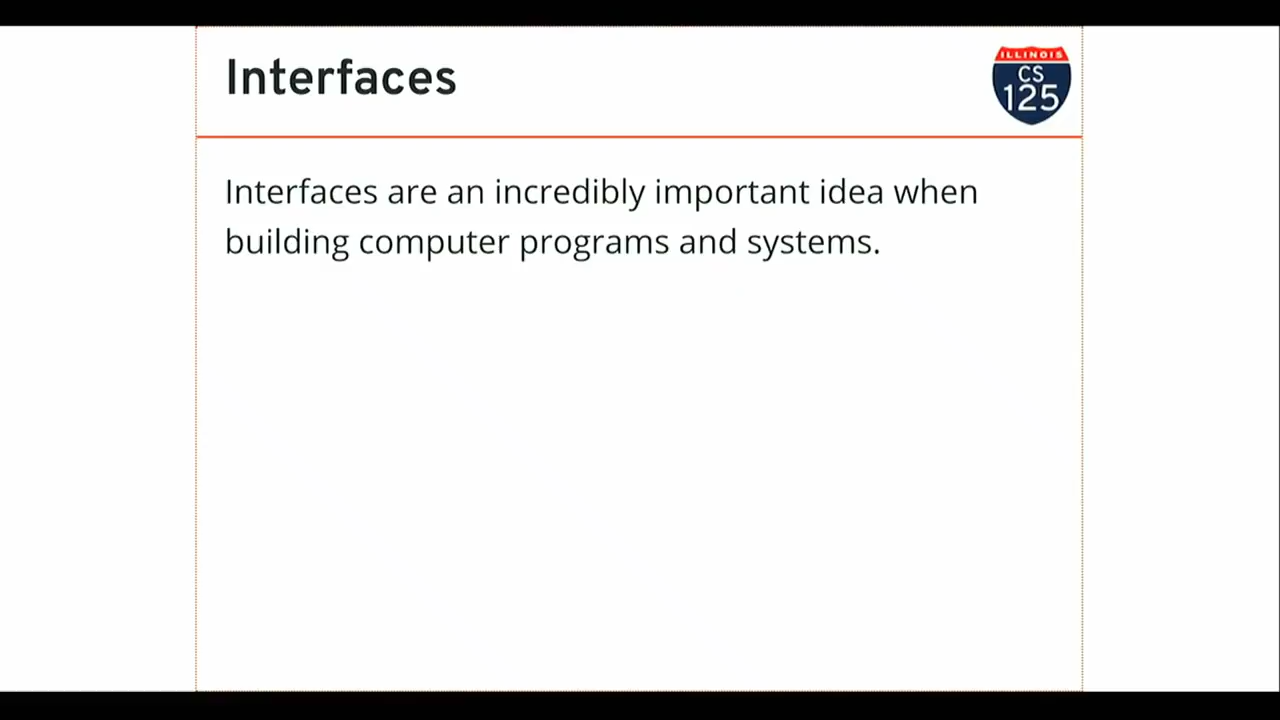 Interfaces
ILLINOIS
CS
125
Interfaces are an incredibly important idea when
building computer programs and systems.